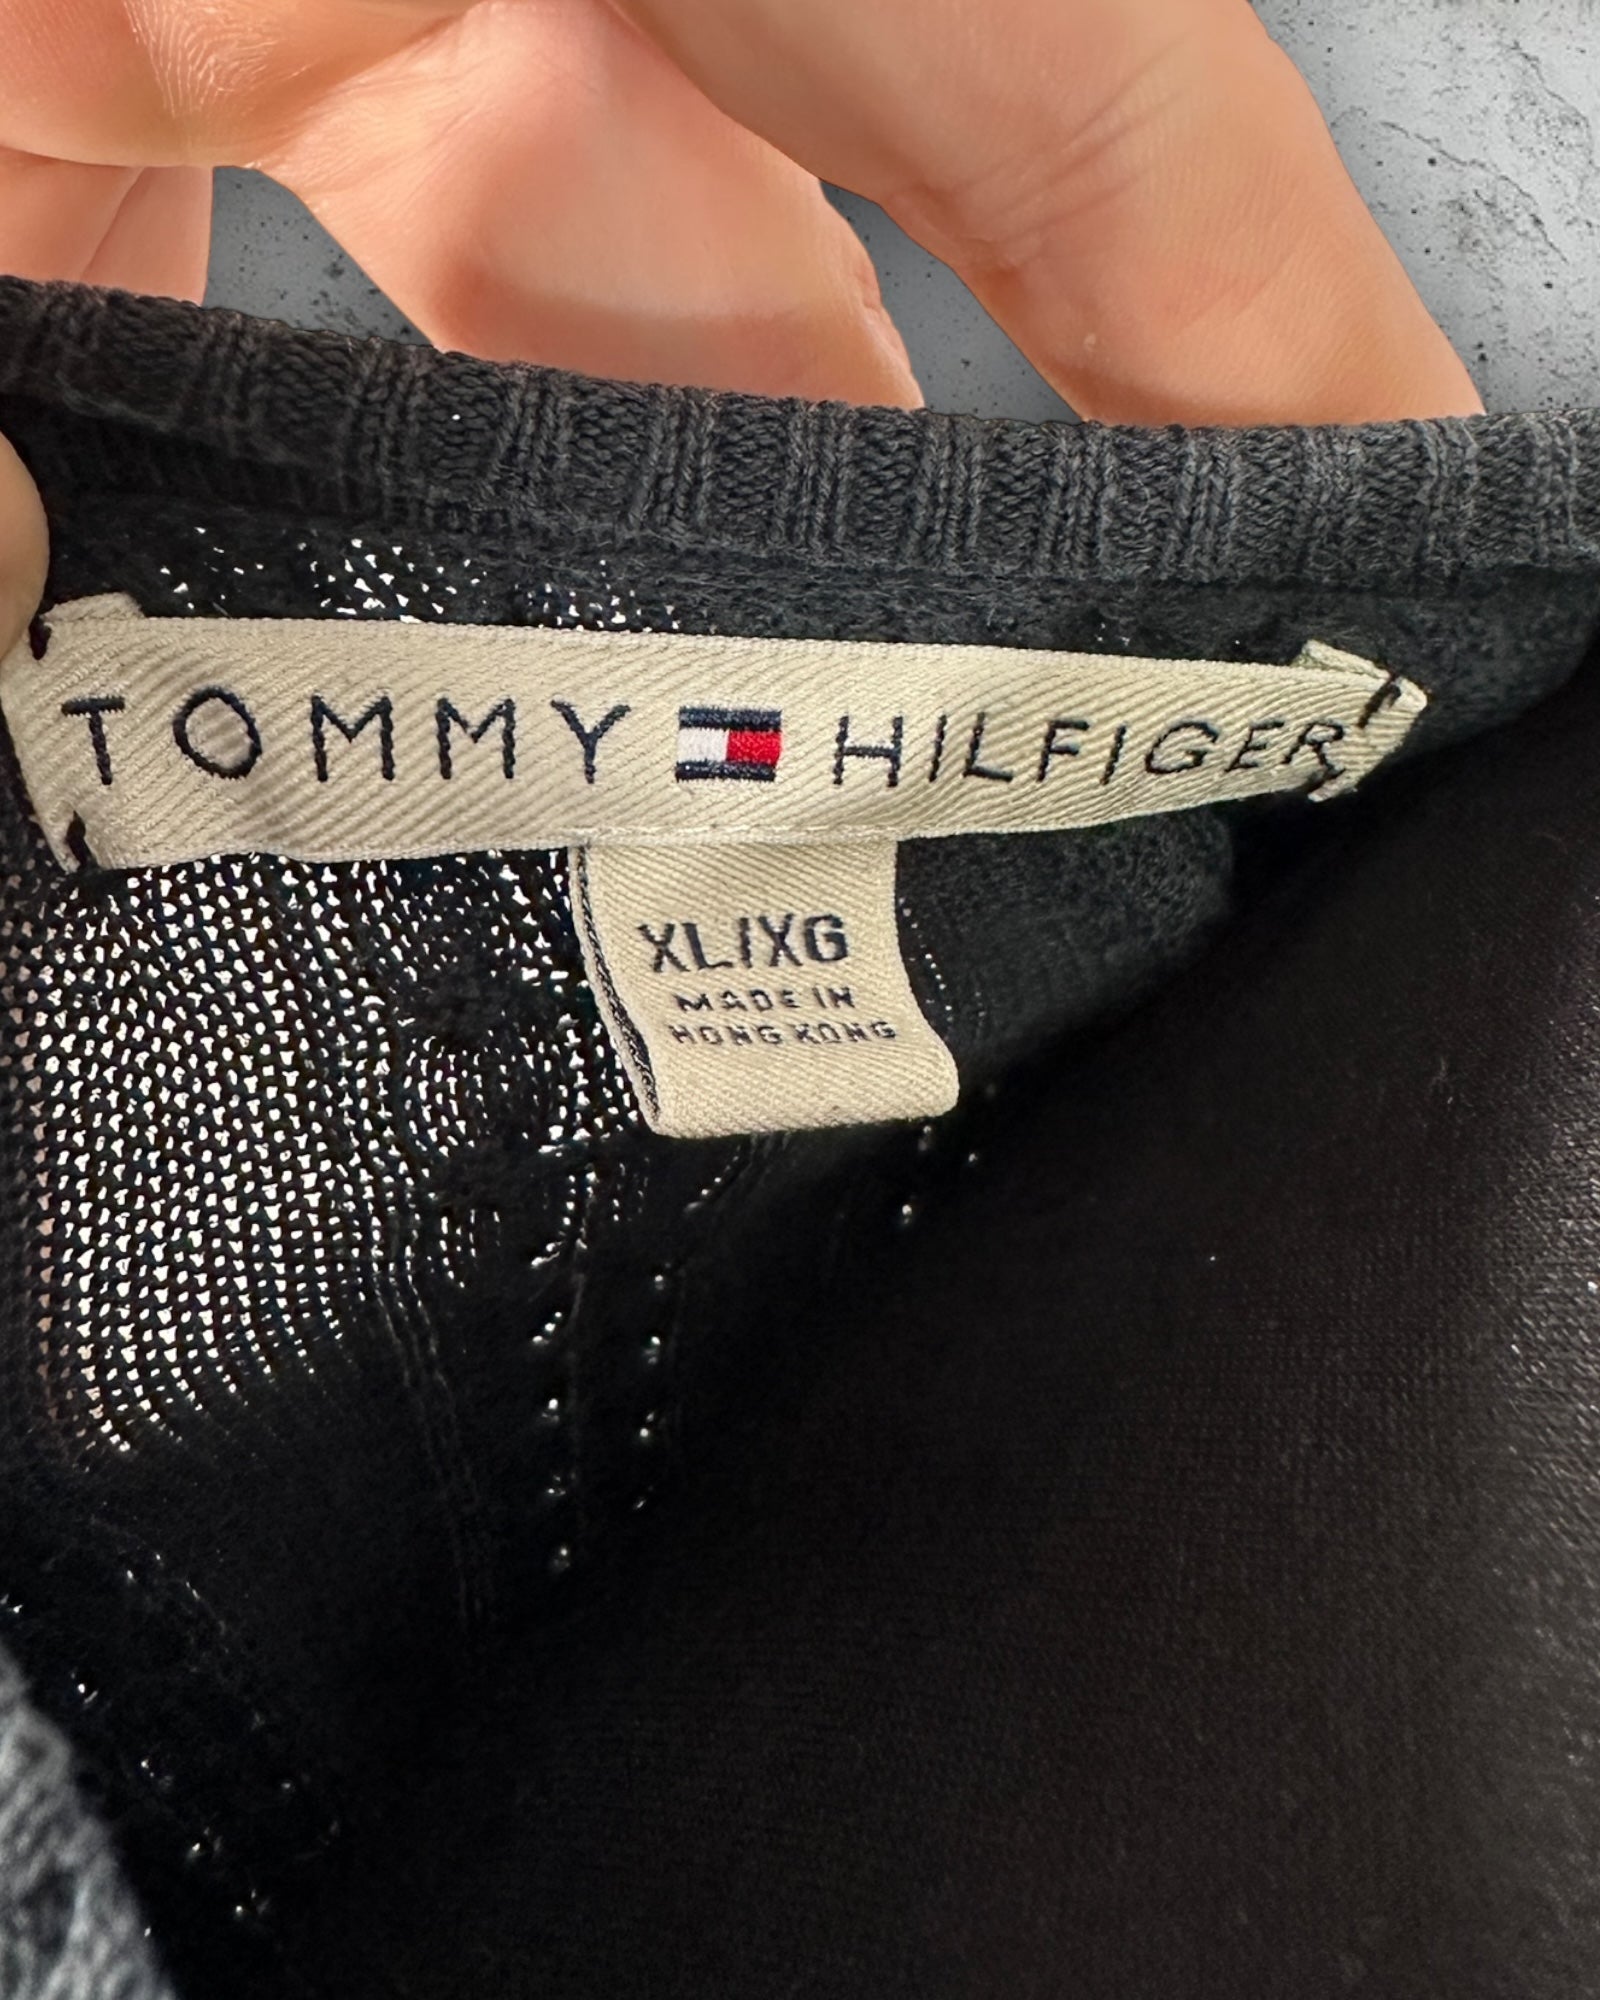 TOMMY HILFIGER
XL/XG
MADE IN
HONG KONG